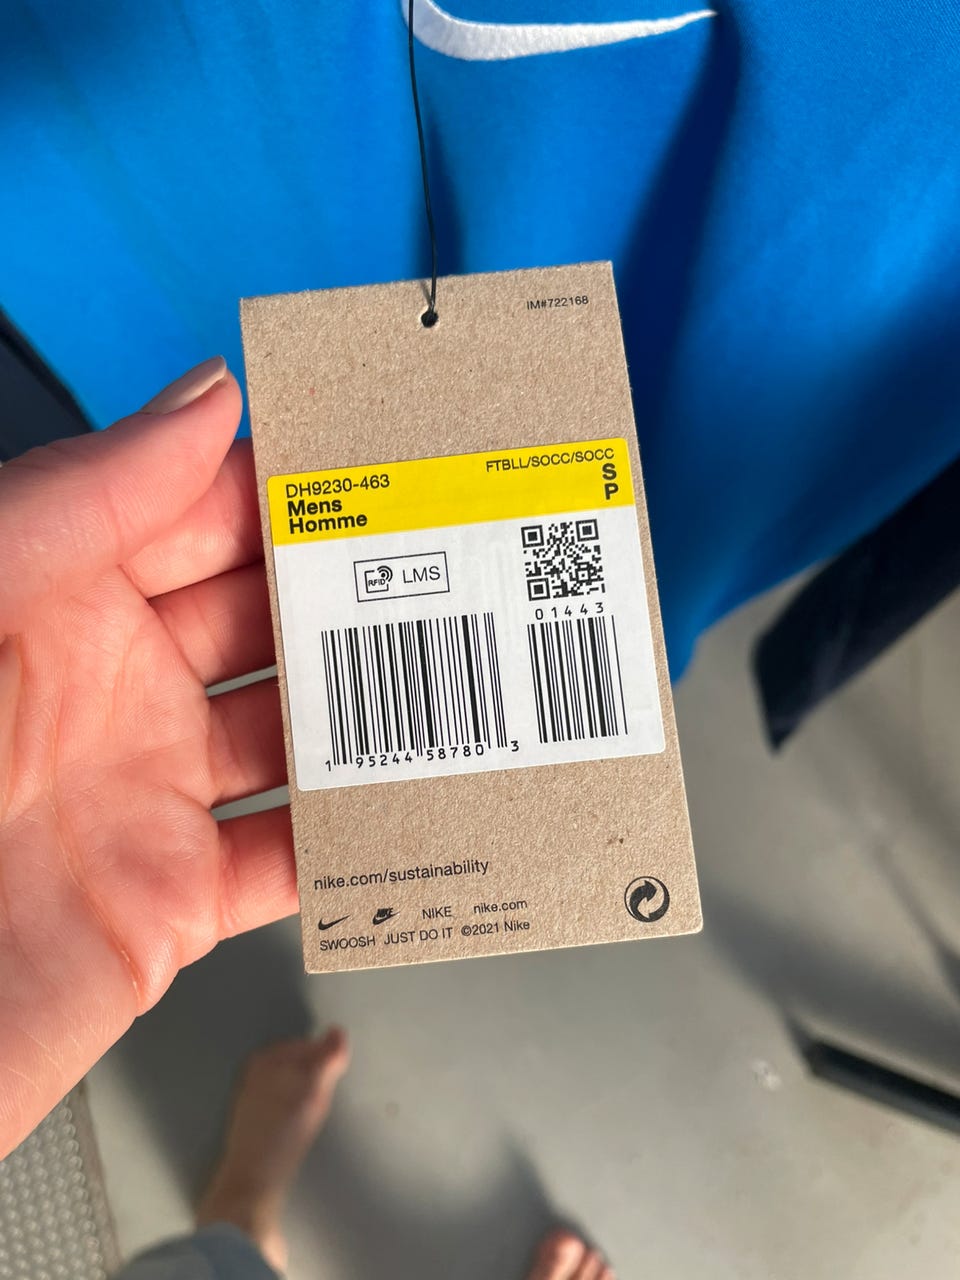 IM#722168
FTBLL/SOCC/SOCC
DH9230-463
S
Mens
P
Homme
RFID LMS
01443
1 95244 58780 3
nike.com/sustainability
NIKE nike.com
SWOOSH JUST DO IT ©2021 Nike